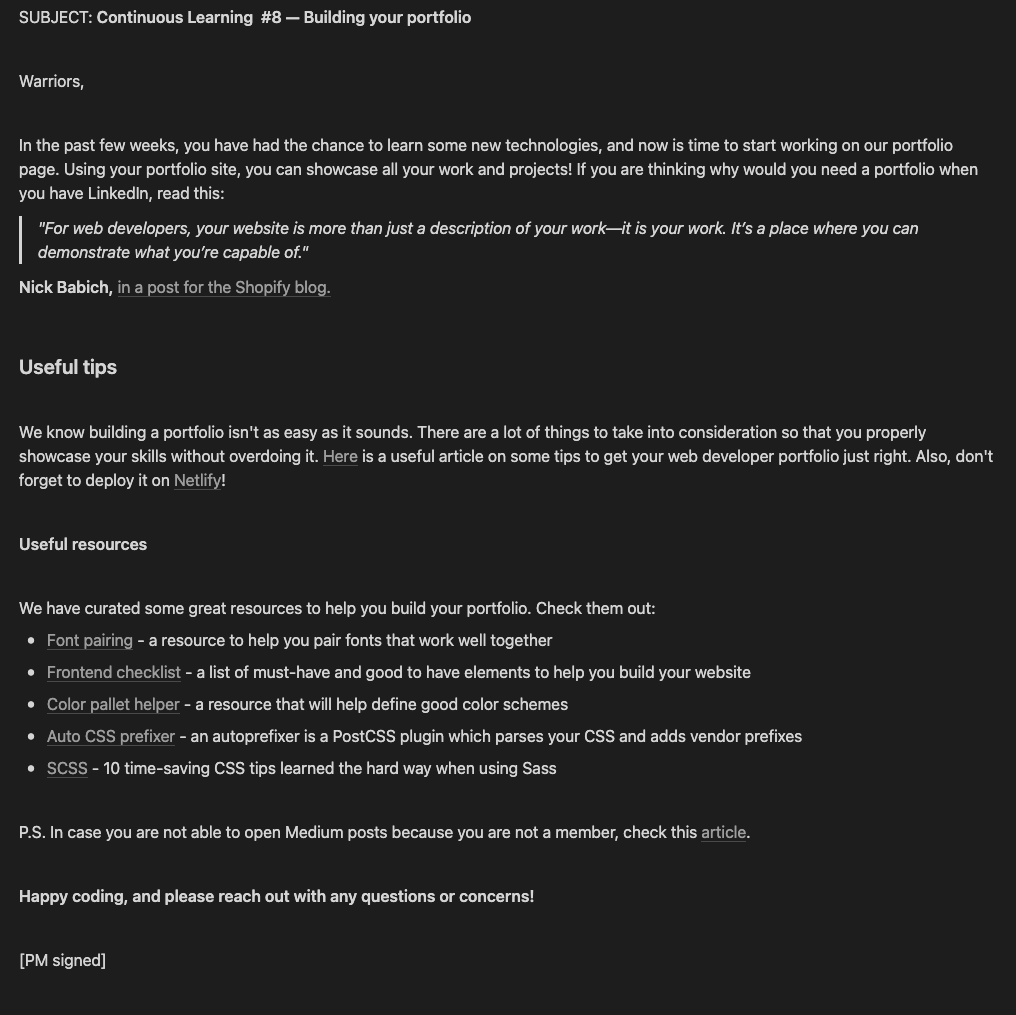 SUBJECT: Continuous Learning  #8 — Building your portfolio
Warriors,
In the past few weeks, you have had the chance to learn some new technologies, and now is time to start working on our portfolio
page. Using your portfolio site, you can showcase all your work and projects! If you are thinking why would you need a portfolio when
you have LinkedIn, read this:
"For web developers, your website is more than just a description of your work—it is your work. It’s a place where you can
demonstrate what you’re capable of."
Nick Babich, in a post for the Shopify blog.
Useful tips
We know building a portfolio isn't as easy as it sounds. There are a lot of things to take into consideration so that you properly
showcase your skills without overdoing it. Here is a useful article on some tips to get your web developer portfolio just right. Also, don't
forget to deploy it on Netlify!
Useful resources
We have curated some great resources to help you build your portfolio. Check them out:
• Font pairing - a resource to help you pair fonts that work well together
• Frontend checklist - a list of must-have and good to have elements to help you build your website
• Color pallet helper - a resource that will help define good color schemes
• Auto CSS prefixer - an autoprefixer is a PostCSS plugin which parses your CSS and adds vendor prefixes
• SCSS - 10 time-saving CSS tips learned the hard way when using Sass
P.S. In case you are not able to open Medium posts because you are not a member, check this article.
Happy coding, and please reach out with any questions or concerns!
[PM signed]